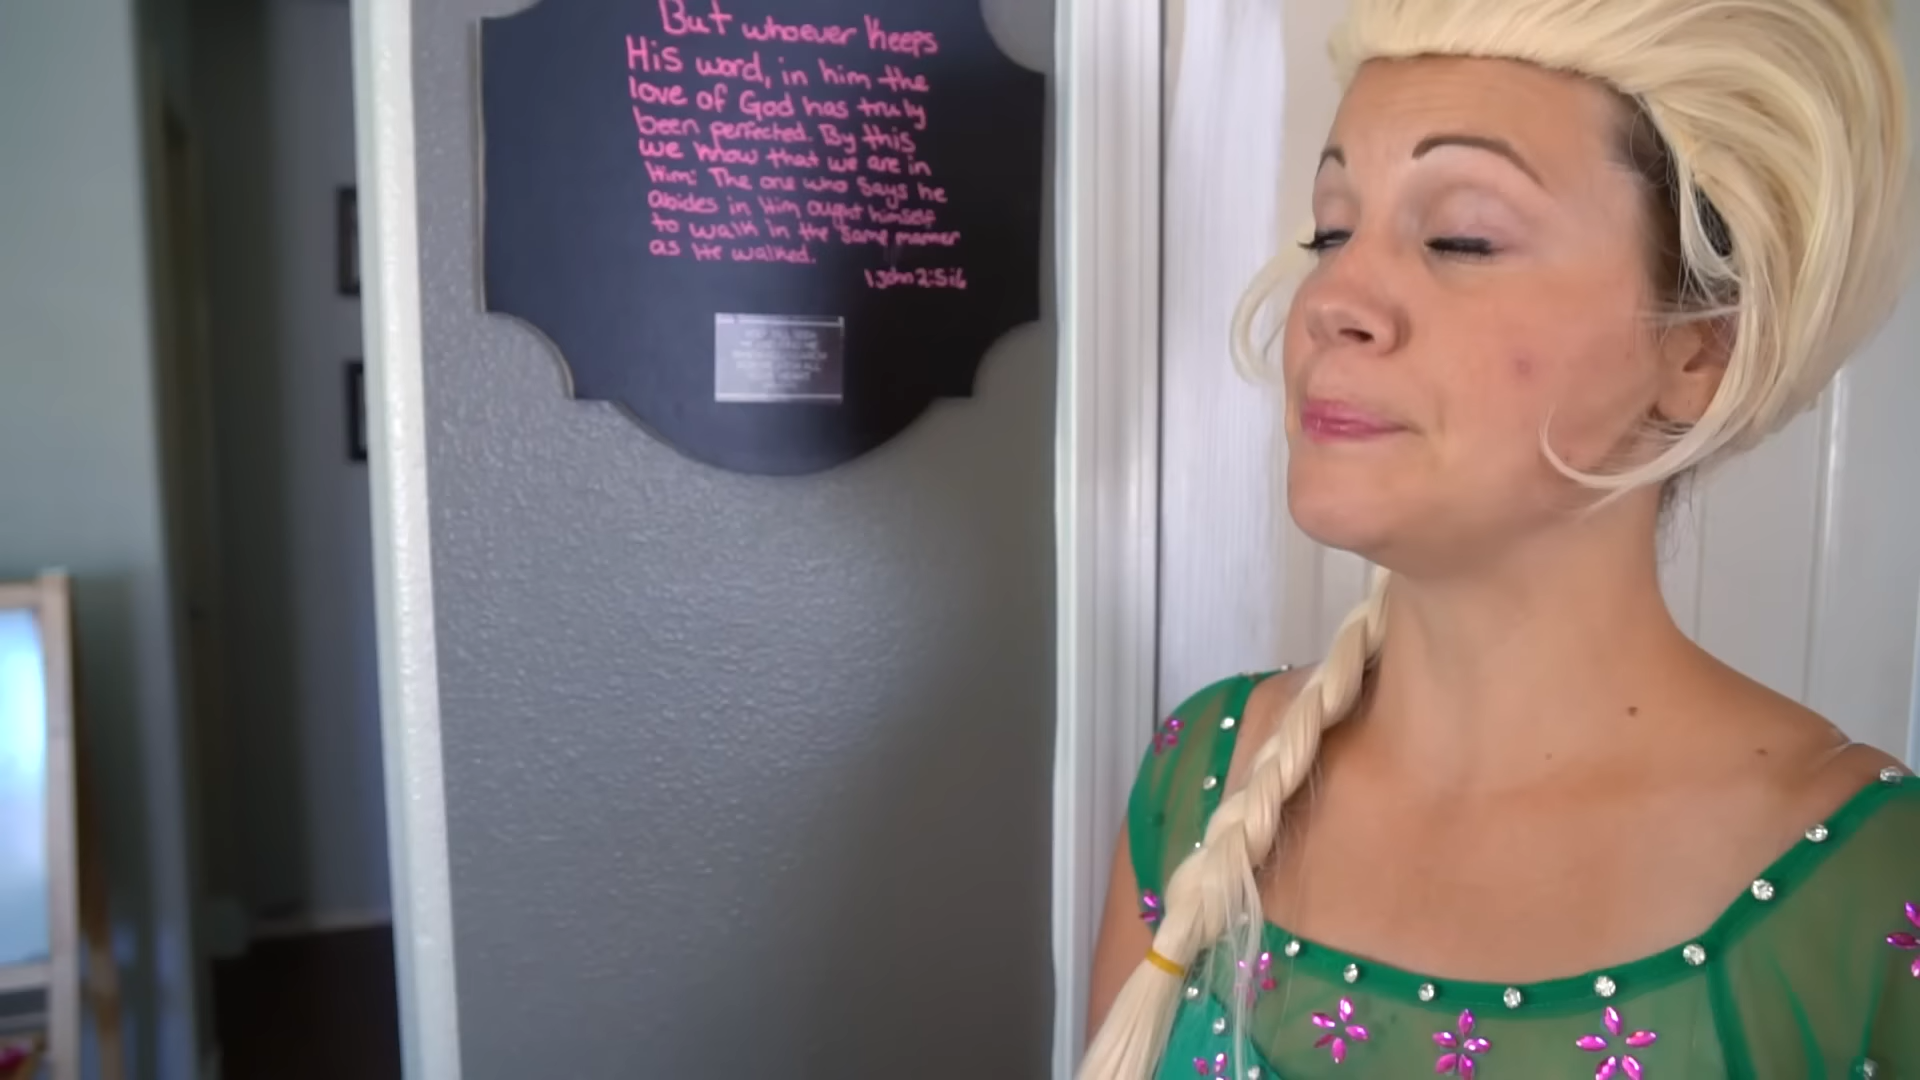 But whoever keeps
His word, in him the
love of God has truly
been perfected. By this
we know that we are in
Him: The one who says he
abides in Him ought himself
to walk in the same manner
as He walked.
1 John 2:5:6
ALL
HEART